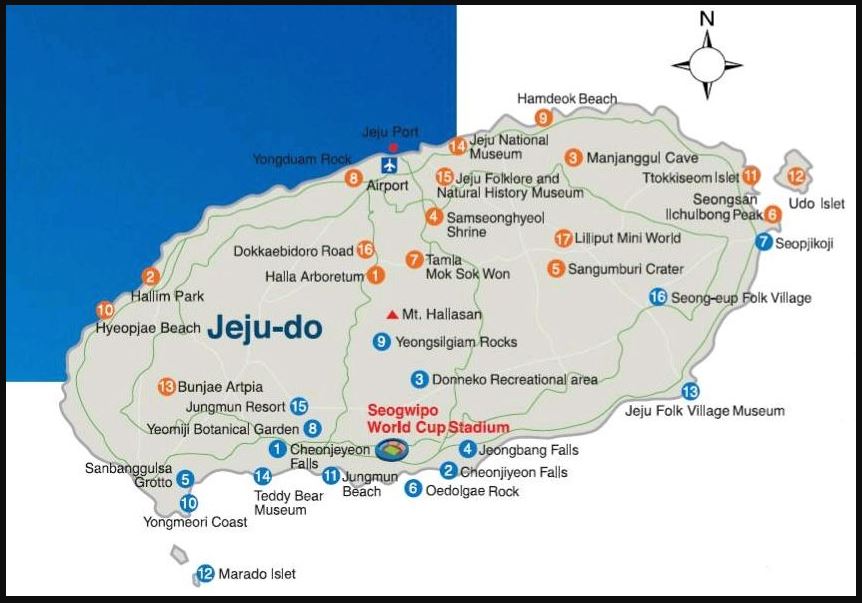 N
Hamdeok Beach
9
Jeju Port
14 Jeju National
Museum
3 Manjanggul Cave
Yongduam Rock
8
Airport
15 Jeju Folklore and
Natural History Museum
Ttokkiseom Islet 11
12
Udo Islet
Seongsan
Ilchulbong Peak 6
4 Samseonghyeol
Shrine
7 Seopjikoji
17 Lilliput Mini World
Dokkaebidoro Road 16
7 Tamla
Mok Sok Won
5 Sangumburi Crater
Halla Arboretum 1
2
Hallim Park
16 Seong-eup Folk Village
10
Hyeopjae Beach
Jeju-do
Mt. Hallasan
9 Yeongsilgiam Rocks
3 Donneko Recreational area
13 Bunjae Artpia
13
Jeju Folk Village Museum
Jungmun Resort 15
Seogwipo
World Cup Stadium
Yeomiji Botanical Garden 8
1 Cheonjeyeon
Falls
4 Jeongbang Falls
Sanbanggulsa
Grotto 5
14
Teddy Bear
Museum
11 Jungmun
Beach
2 Cheonjiyeon Falls
6 Oedolgae Rock
10
Yongmeori Coast
12 Marado Islet